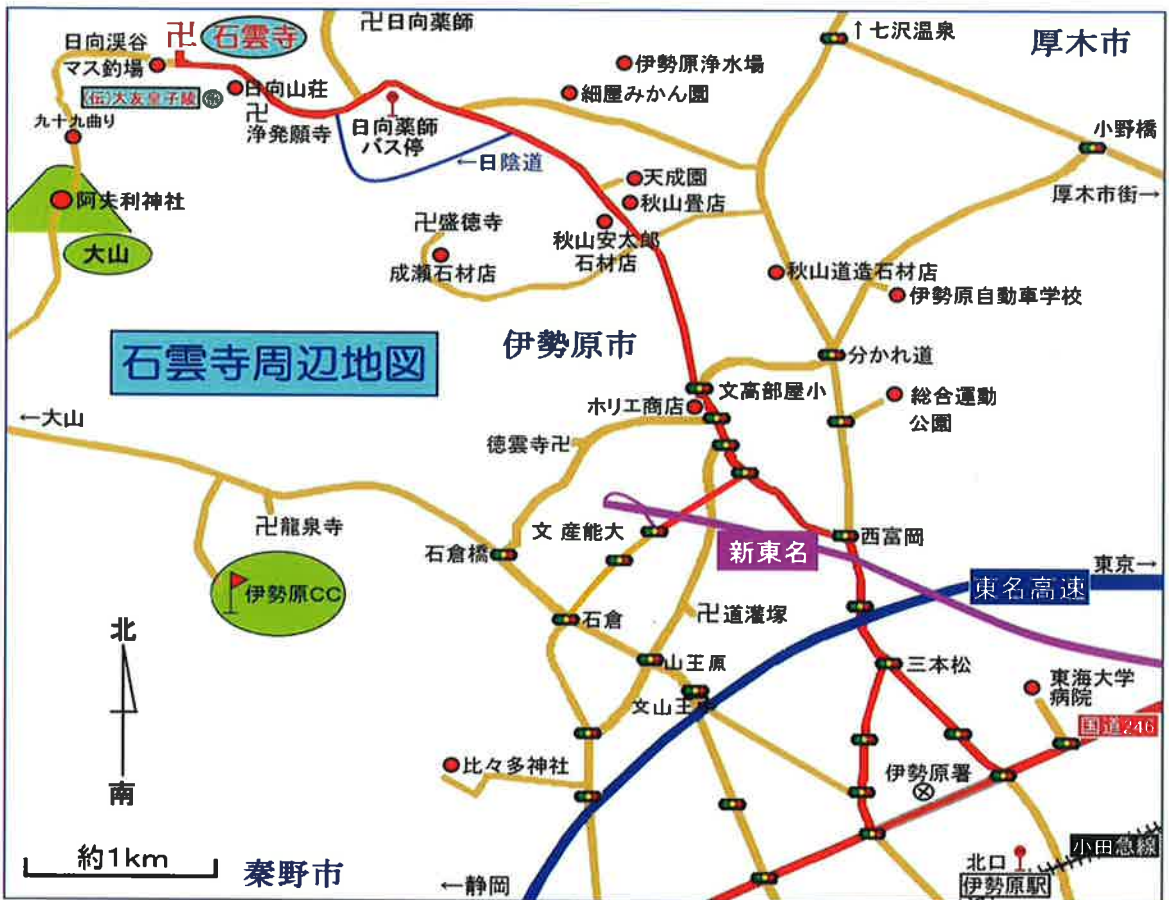 卍日向薬師
↑七沢温泉
厚木市
日向渓谷
マス釣場
卍 石雲寺
伊勢原浄水場
細屋みかん園
日向山荘
(伝)大友皇子陵
卍
浄発願寺
日向薬師
バス停
九十九曲り
小野橋
←日陰道
天成園
厚木市街→
阿夫利神社
秋山畳店
卍盛徳寺
秋山安太郎
石材店
大山
成瀬石材店
秋山道造石材店
伊勢原自動車学校
石雲寺周辺地図
伊勢原市
分かれ道
文高部屋小
ホリエ商店
総合運動
公園
←大山
徳雲寺卍
卍龍泉寺
文 産能大
西富岡
新東名
石倉橋
東京→
東名高速
伊勢原CC
石倉
卍道灌塚
北
山王原
三本松
東海大学
病院
文山王中
国道246
比々多神社
伊勢原署
南
約1km
小田急線
北口
伊勢原駅
秦野市
←静岡